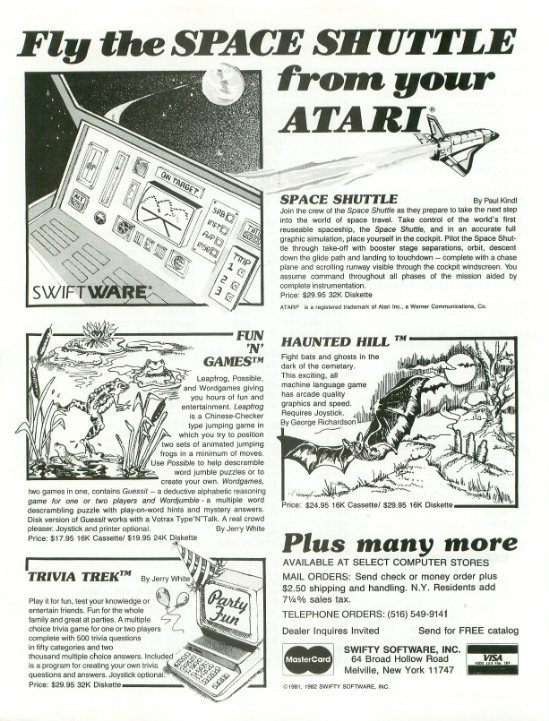 Fly the SPACE SHUTTLE
from your
ATARI®
ON TARGET
TMP
1
2
3
SWIFTWARE®
SPACE SHUTTLE
By Paul Kindl
Join the crew of the Space Shuttle as they prepare to take the next step
into the world of space travel. Take control of the world's first
reuseable spaceship, the Space Shuttle, and in an accurate full
graphic simulation, place yourself in the cockpit. Pilot the Space Shut-
tle through take-off with booster stage separations, orbit, descent
down the glide path and landing to touchdown — complete with a chase
plane and scrolling runway visible through the cockpit windscreen. You
assume command throughout all phases of the mission aided by
complete instrumentation.
Price: $29.95 32K Diskette
ATARI® is a registered trademark of Atari Inc., a Warner Communications, Co.
FUN
'N'
GAMES™
Leapfrog, Possible,
and Wordgames giving
you hours of fun and
entertainment. Leapfrog
is a Chinese-Checker
type jumping game in
which you try to position
two sets of animated jumping
frogs in a minimum of moves.
Use Possible to help descramble
word jumble puzzles or to
create your own. Wordgames,
two games in one, contains Guessit — a deductive alphabetic reasoning
game for one or two players and Wordjumble - a multiple word
descrambling puzzle with play-on-word hints and mystery answers.
Disk version of Guessit works with a Votrax Type'N'Talk. A real crowd
pleaser. Joystick and printer optional.
By Jerry White
Price: $17.95 16K Cassette/ $19.95 24K Diskette
HAUNTED HILL ™
Fight bats and ghosts in the
dark of the cemetary.
This exciting, all
machine language game
has arcade quality
graphics and speed.
Requires Joystick.
By George Richardson
Price: $24.95 16K Cassette/ $29.95 16K Diskette
TRIVIA TREK™
By Jerry White
Play it for fun, test your knowledge or
entertain friends. Fun for the whole
family and great at parties. A multiple
choice trivia game for one or two players
complete with 500 trivia questions
in fifty categories and two
thousand multiple choice answers. Included
is a program for creating your own trivia
questions and answers. Joystick optional.
Price: $29.95 32K Diskette
Party
Fun
Plus many more
AVAILABLE AT SELECT COMPUTER STORES
MAIL ORDERS: Send check or money order plus
$2.50 shipping and handling. N.Y. Residents add
7¼% sales tax.
TELEPHONE ORDERS: (516) 549-9141
Dealer Inquires Invited
Send for FREE catalog
MasterCard
SWIFTY SOFTWARE, INC.
64 Broad Hollow Road
Melville, New York 11747
VISA
©1981, 1982 SWIFTY SOFTWARE, INC.